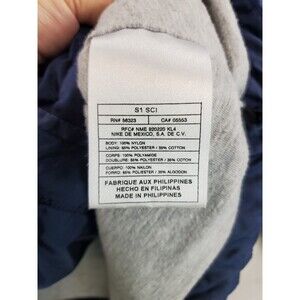 S1 SCI
RN# 56323 CA# 05553
RFC# NME 920220 KL4
NIKE DE MEXICO, S.A. DE C.V.
BODY: 100% NYLON
LINING: 65% POLYESTER / 35% COTTON
CORPS: 100% POLYAMIDE
DOUBLURE: 65% POLYESTER / 35% COTON
CUERPO: 100% NAILON
FORRO: 65% POLIESTER / 35% ALGODON
FABRIQUE AUX PHILIPPINES
HECHO EN FILIPINAS
MADE IN PHILIPPINES